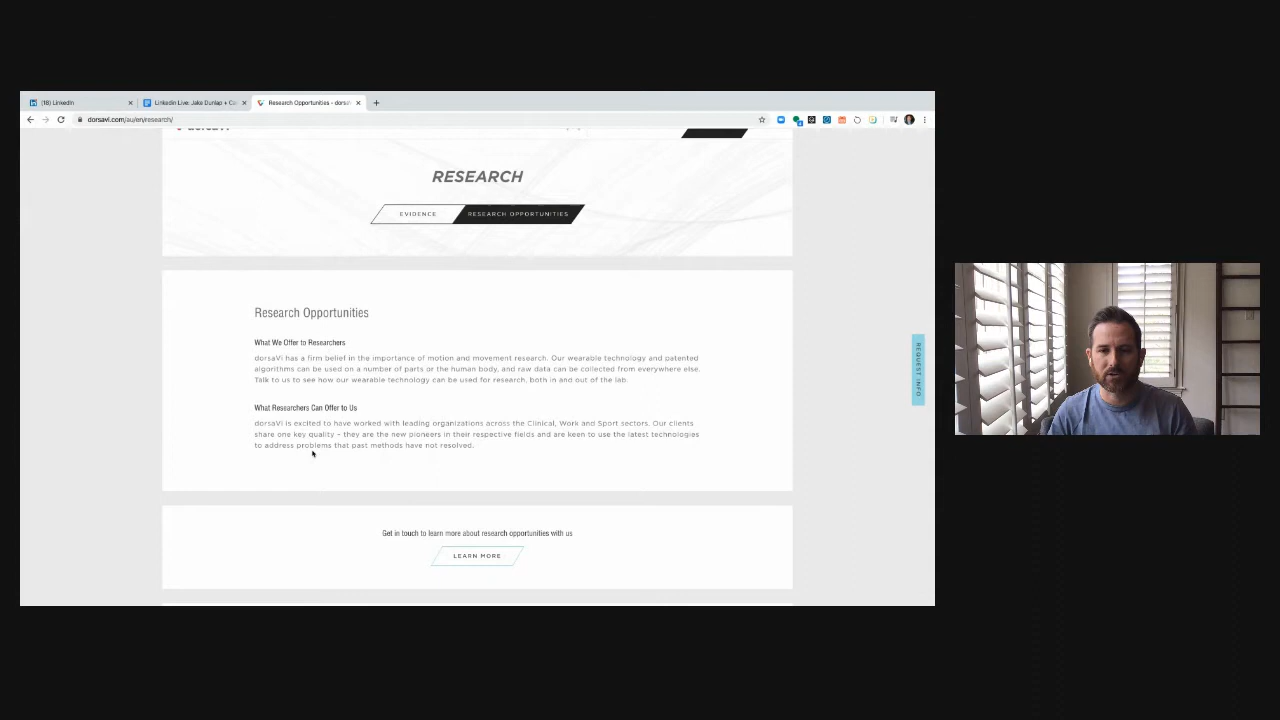 (18) LinkedIn
Linkedin Live: Jake Dunlap + Co
Research Opportunities - dorsaV
dorsavi.com/au/en/research/
RESEARCH
EVIDENCE
RESEARCH OPPORTUNITIES
Research Opportunities
What We Offer to Researchers
dorsaVi has a firm belief in the importance of motion and movement research. Our wearable technology and patented
algorithms can be used on a number of parts or the human body, and raw data can be collected from everywhere else.
Talk to us to see how our wearable technology can be used for research, both in and out of the lab.
What Researchers Can Offer to Us
dorsaVi is excited to have worked with leading organizations across the Clinical, Work and Sport sectors. Our clients
share one key quality – they are the new pioneers in their respective fields and are keen to use the latest technologies
to address problems that past methods have not resolved.
REQUEST INFO
Get in touch to learn more about research opportunities with us
LEARN MORE